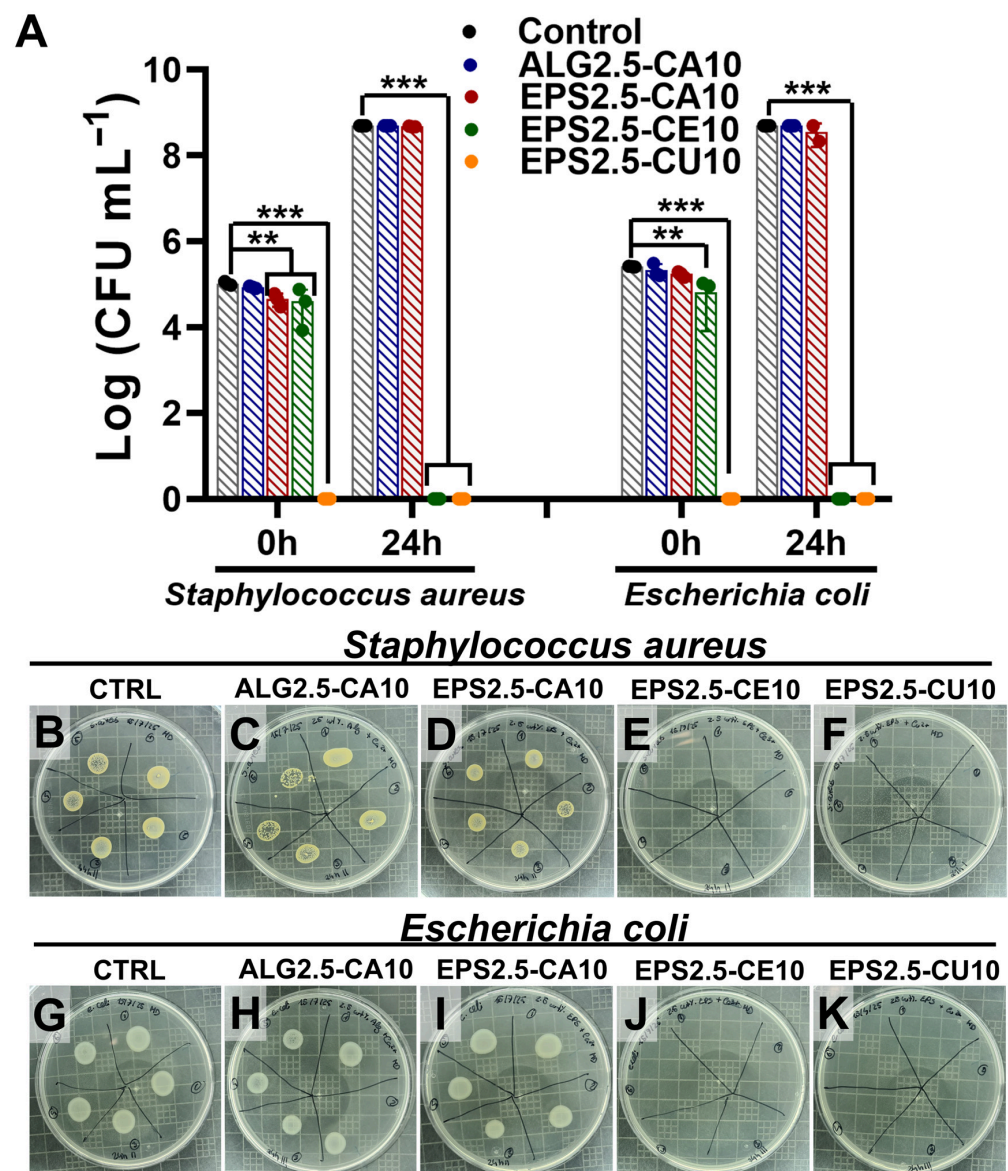 A
Control
ALG2.5-CA10
EPS2.5-CA10
EPS2.5-CE10
EPS2.5-CU10
Log (CFU mL⁻¹)
10
8
6
4
2
0
***
**
***
***
**
***
0h
24h
0h
24h
Staphylococcus aureus
Escherichia coli
Staphylococcus aureus
CTRL
ALG2.5-CA10
EPS2.5-CA10
EPS2.5-CE10
EPS2.5-CU10
B
C
D
E
F
Escherichia coli
CTRL
ALG2.5-CA10
EPS2.5-CA10
EPS2.5-CE10
EPS2.5-CU10
G
H
I
J
K